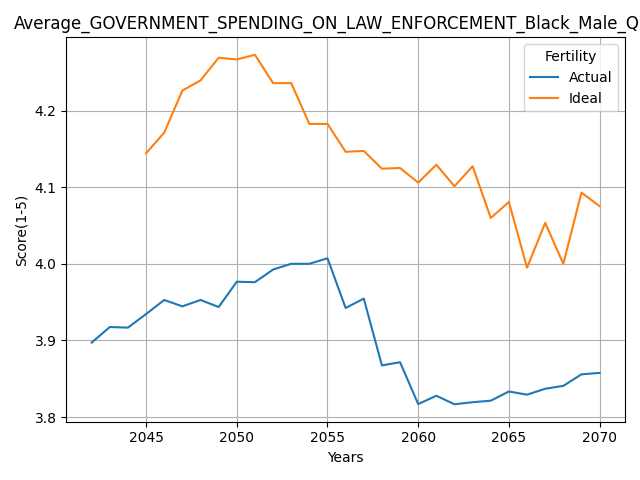 Average_GOVERNMENT_SPENDING_ON_LAW_ENFORCEMENT_Black_Male_Q
Fertility
Actual
Ideal
4.2
4.1
4.0
3.9
3.8
Score(1-5)
2045 2050 2055 2060 2065 2070
Years